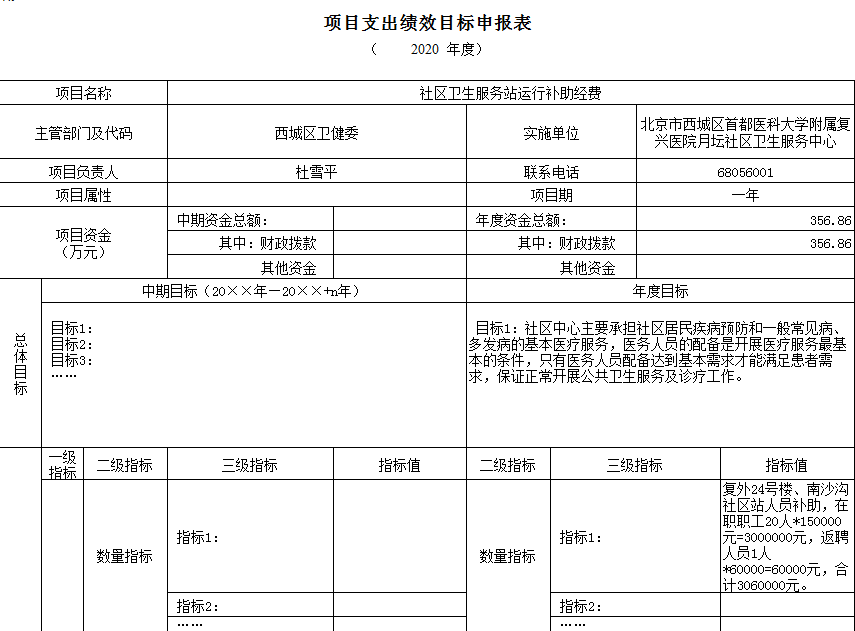 项目支出绩效目标申报表
（ 2020 年度）
项目名称 社区卫生服务站运行补助经费
主管部门及代码 西城区卫健委 实施单位 北京市西城区首都医科大学附属复
兴医院月坛社区卫生服务中心
项目负责人 杜雪平 联系电话 68056001
项目属性 项目期 一年
项目资金
（万元）
中期资金总额： 年度资金总额： 356.86
其中：财政拨款 其中：财政拨款 356.86
其他资金 其他资金
总体目标
中期目标（20××年—20××+n年） 年度目标
目标1：
目标2：
目标3：
……
目标1：社区中心主要承担社区居民疾病预防和一般常见病、
多发病的基本医疗服务，医务人员的配备是开展医疗服务最基
本的条件，只有医务人员配备达到基本需求才能满足患者需
求，保证正常开展公共卫生服务及诊疗工作。
一级
指标
二级指标 三级指标 指标值 二级指标 三级指标 指标值
数量指标 指标1： 数量指标 指标1：
复外24号楼、南沙沟
社区站人员补助，在
职职工20人*150000
元=3000000元，返聘
人员1人
*60000=60000元，合
计3060000元。
指标2： 指标2：
…… ……